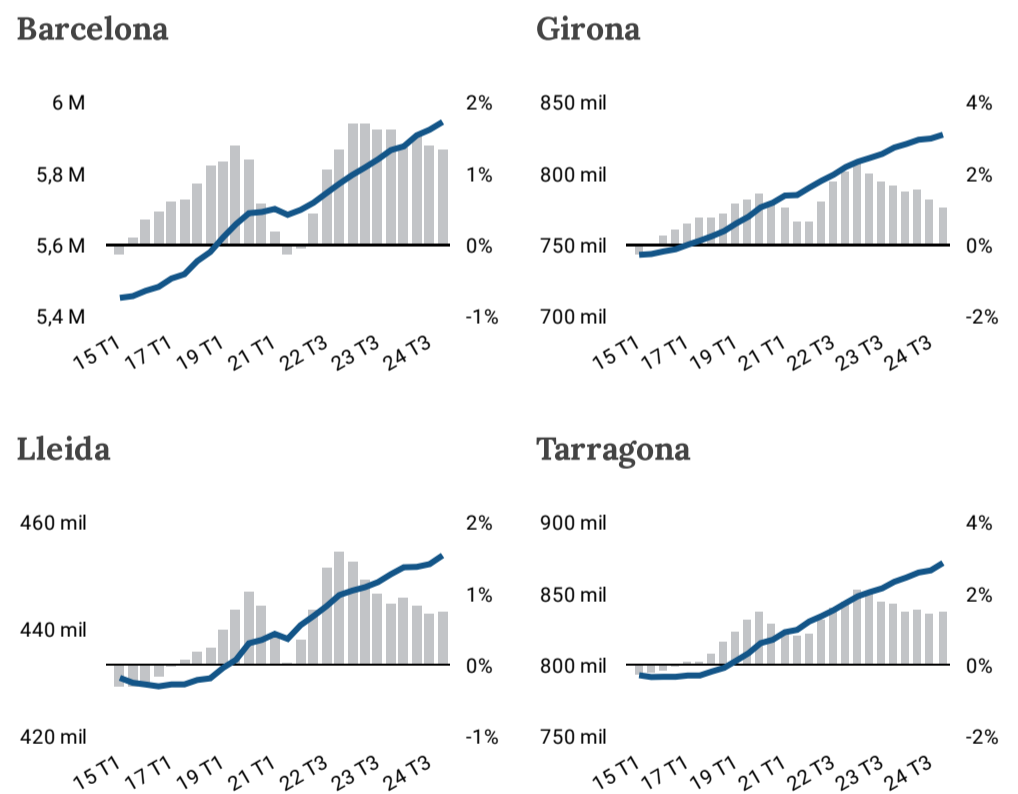 Barcelona
6 M
5,8 M
5,6 M
5,4 M
2%
1%
0%
-1%
15 T1
17 T1
19 T1
21 T1
22 T3
23 T3
24 T3
Girona
850 mil
800 mil
750 mil
700 mil
4%
2%
0%
-2%
15 T1
17 T1
19 T1
21 T1
22 T3
23 T3
24 T3
Lleida
460 mil
440 mil
420 mil
2%
1%
0%
-1%
15 T1
17 T1
19 T1
21 T1
22 T3
23 T3
24 T3
Tarragona
900 mil
850 mil
800 mil
750 mil
4%
2%
0%
-2%
15 T1
17 T1
19 T1
21 T1
22 T3
23 T3
24 T3